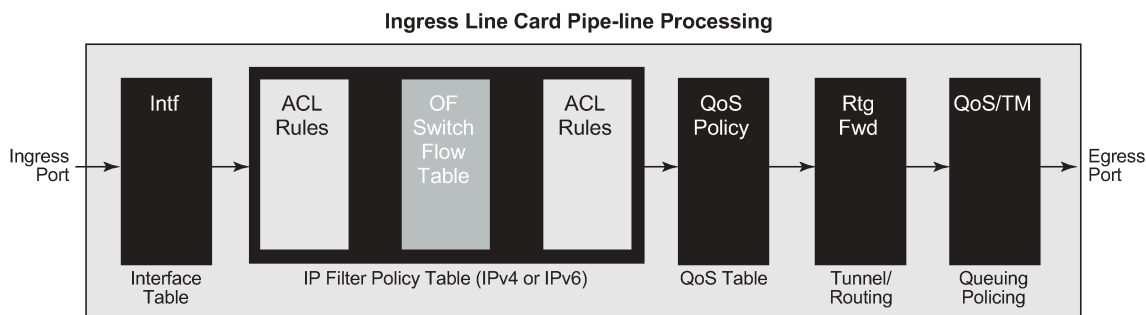 Ingress Line Card Pipe-line Processing
Ingress
Port
Intf
Interface
Table
ACL
Rules
OF
Switch
Flow
Table
ACL
Rules
IP Filter Policy Table (IPv4 or IPv6)
QoS
Policy
QoS Table
Rtg
Fwd
Tunnel/
Routing
QoS/TM
Queuing
Policing
Egress
Port